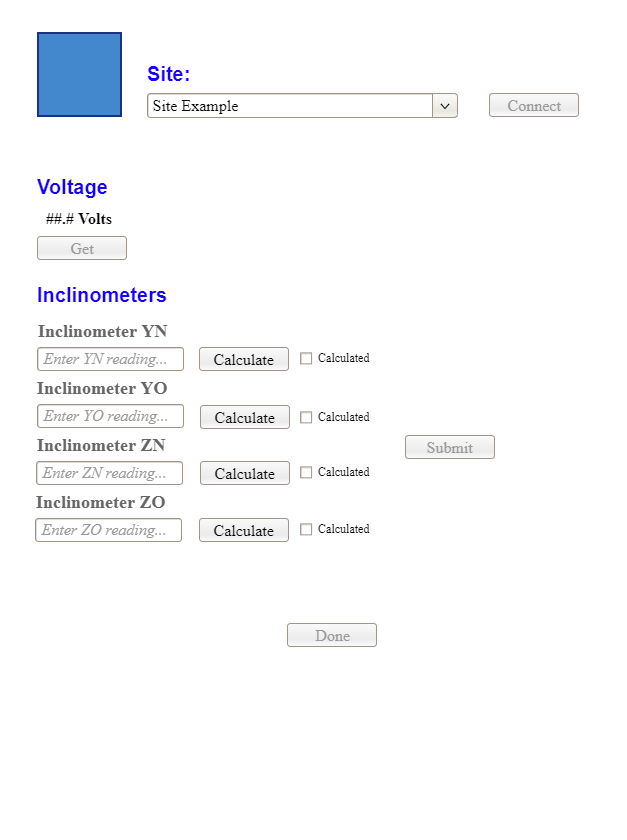 Site:
Site Example
Connect
Voltage
##.# Volts
Get
Inclinometers
Inclinometer YN
Enter YN reading... Calculate Calculated
Inclinometer YO
Enter YO reading... Calculate Calculated
Inclinometer ZN
Submit
Enter ZN reading... Calculate Calculated
Inclinometer ZO
Enter ZO reading... Calculate Calculated
Done